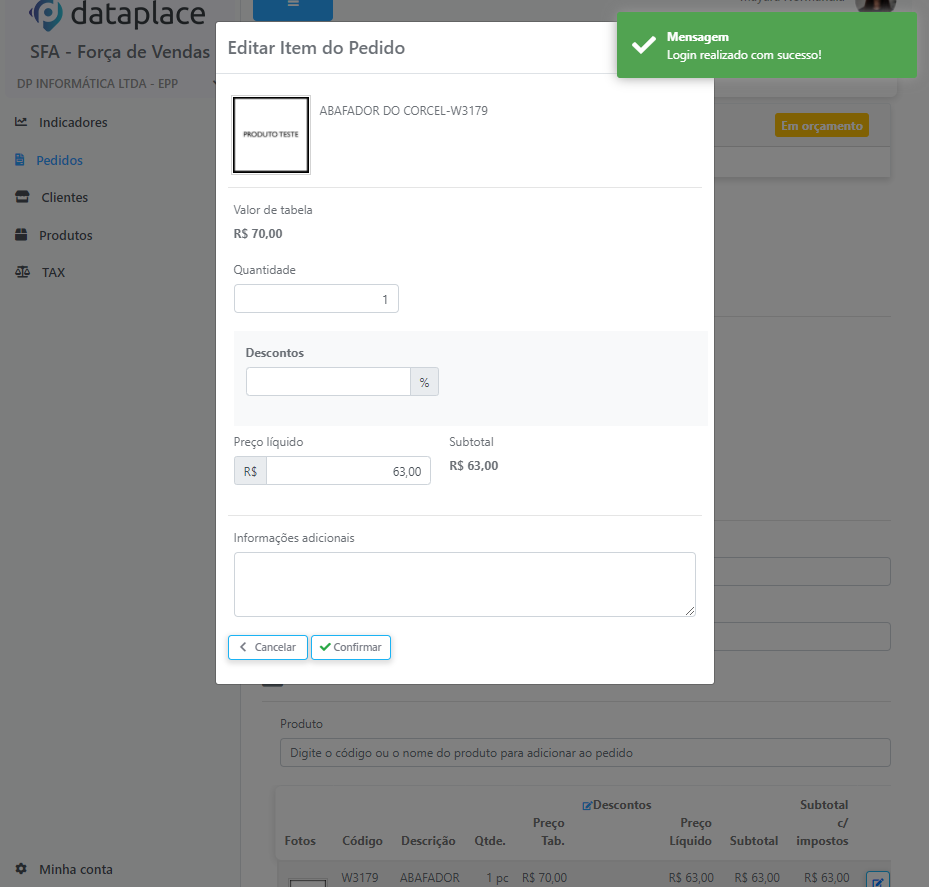 dataplace
SFA - Força de Vendas
DP INFORMÁTICA LTDA - EPP
Indicadores
Pedidos
Clientes
Produtos
TAX
Minha conta
Editar Item do Pedido
Mensagem
Login realizado com sucesso!
Em orçamento
PRODUTO TESTE
ABAFADOR DO CORCEL-W3179
Valor de tabela
R$ 70,00
Quantidade
1
Descontos
%
Preço líquido
Subtotal
R$ 63,00
R$ 63,00
Informações adicionais
Cancelar
Confirmar
Produto
Digite o código ou o nome do produto para adicionar ao pedido
Fotos Código Descrição Qtde. Preço Tab. Descontos Preço Líquido Subtotal Subtotal c/ impostos
W3179 ABAFADOR 1 pc R$ 70,00 R$ 63,00 R$ 63,00 R$ 63,00